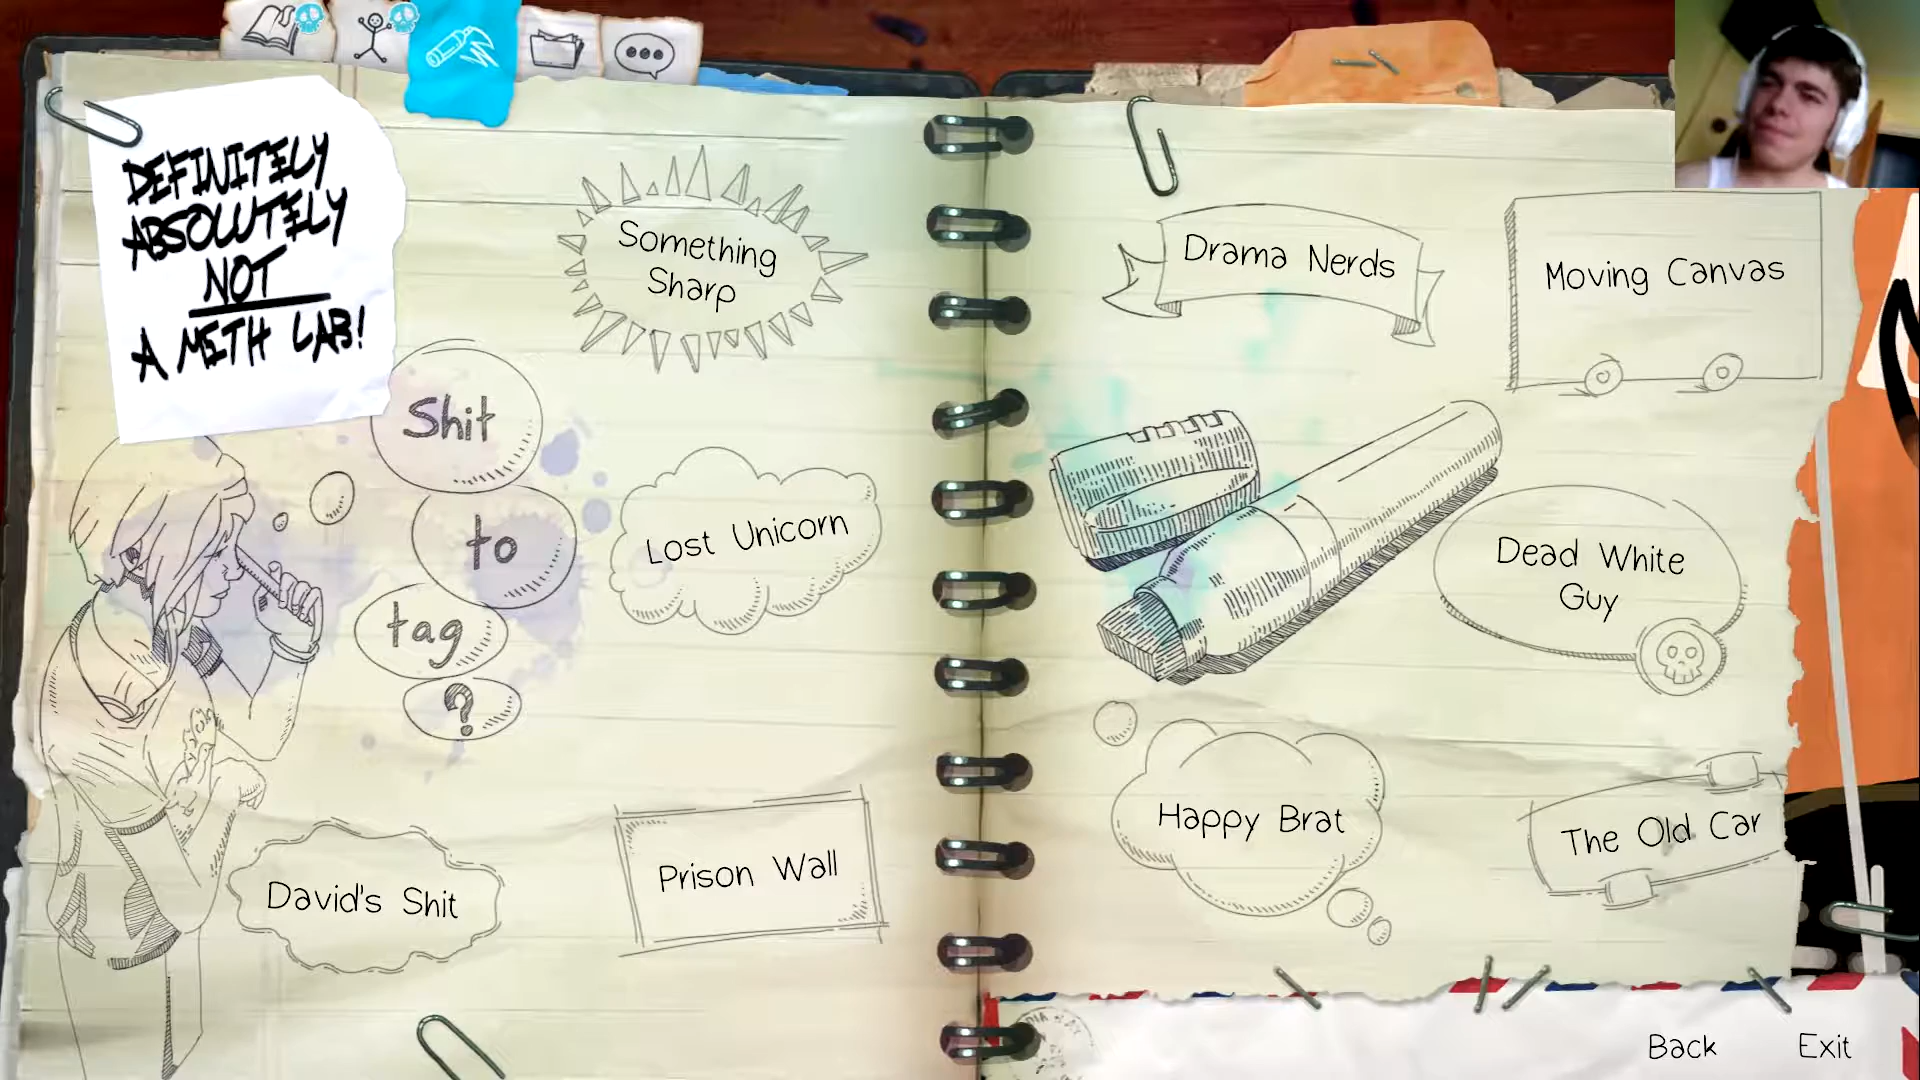 DEFINITELY
ABSOLUTELY
NOT
A METH LAB!
Something
Sharp
Shit
to
tag
?
Lost Unicorn
David's Shit
Prison Wall
Drama Nerds
Moving Canvas
Dead White
Guy
Happy Brat
The Old Car
Back
Exit